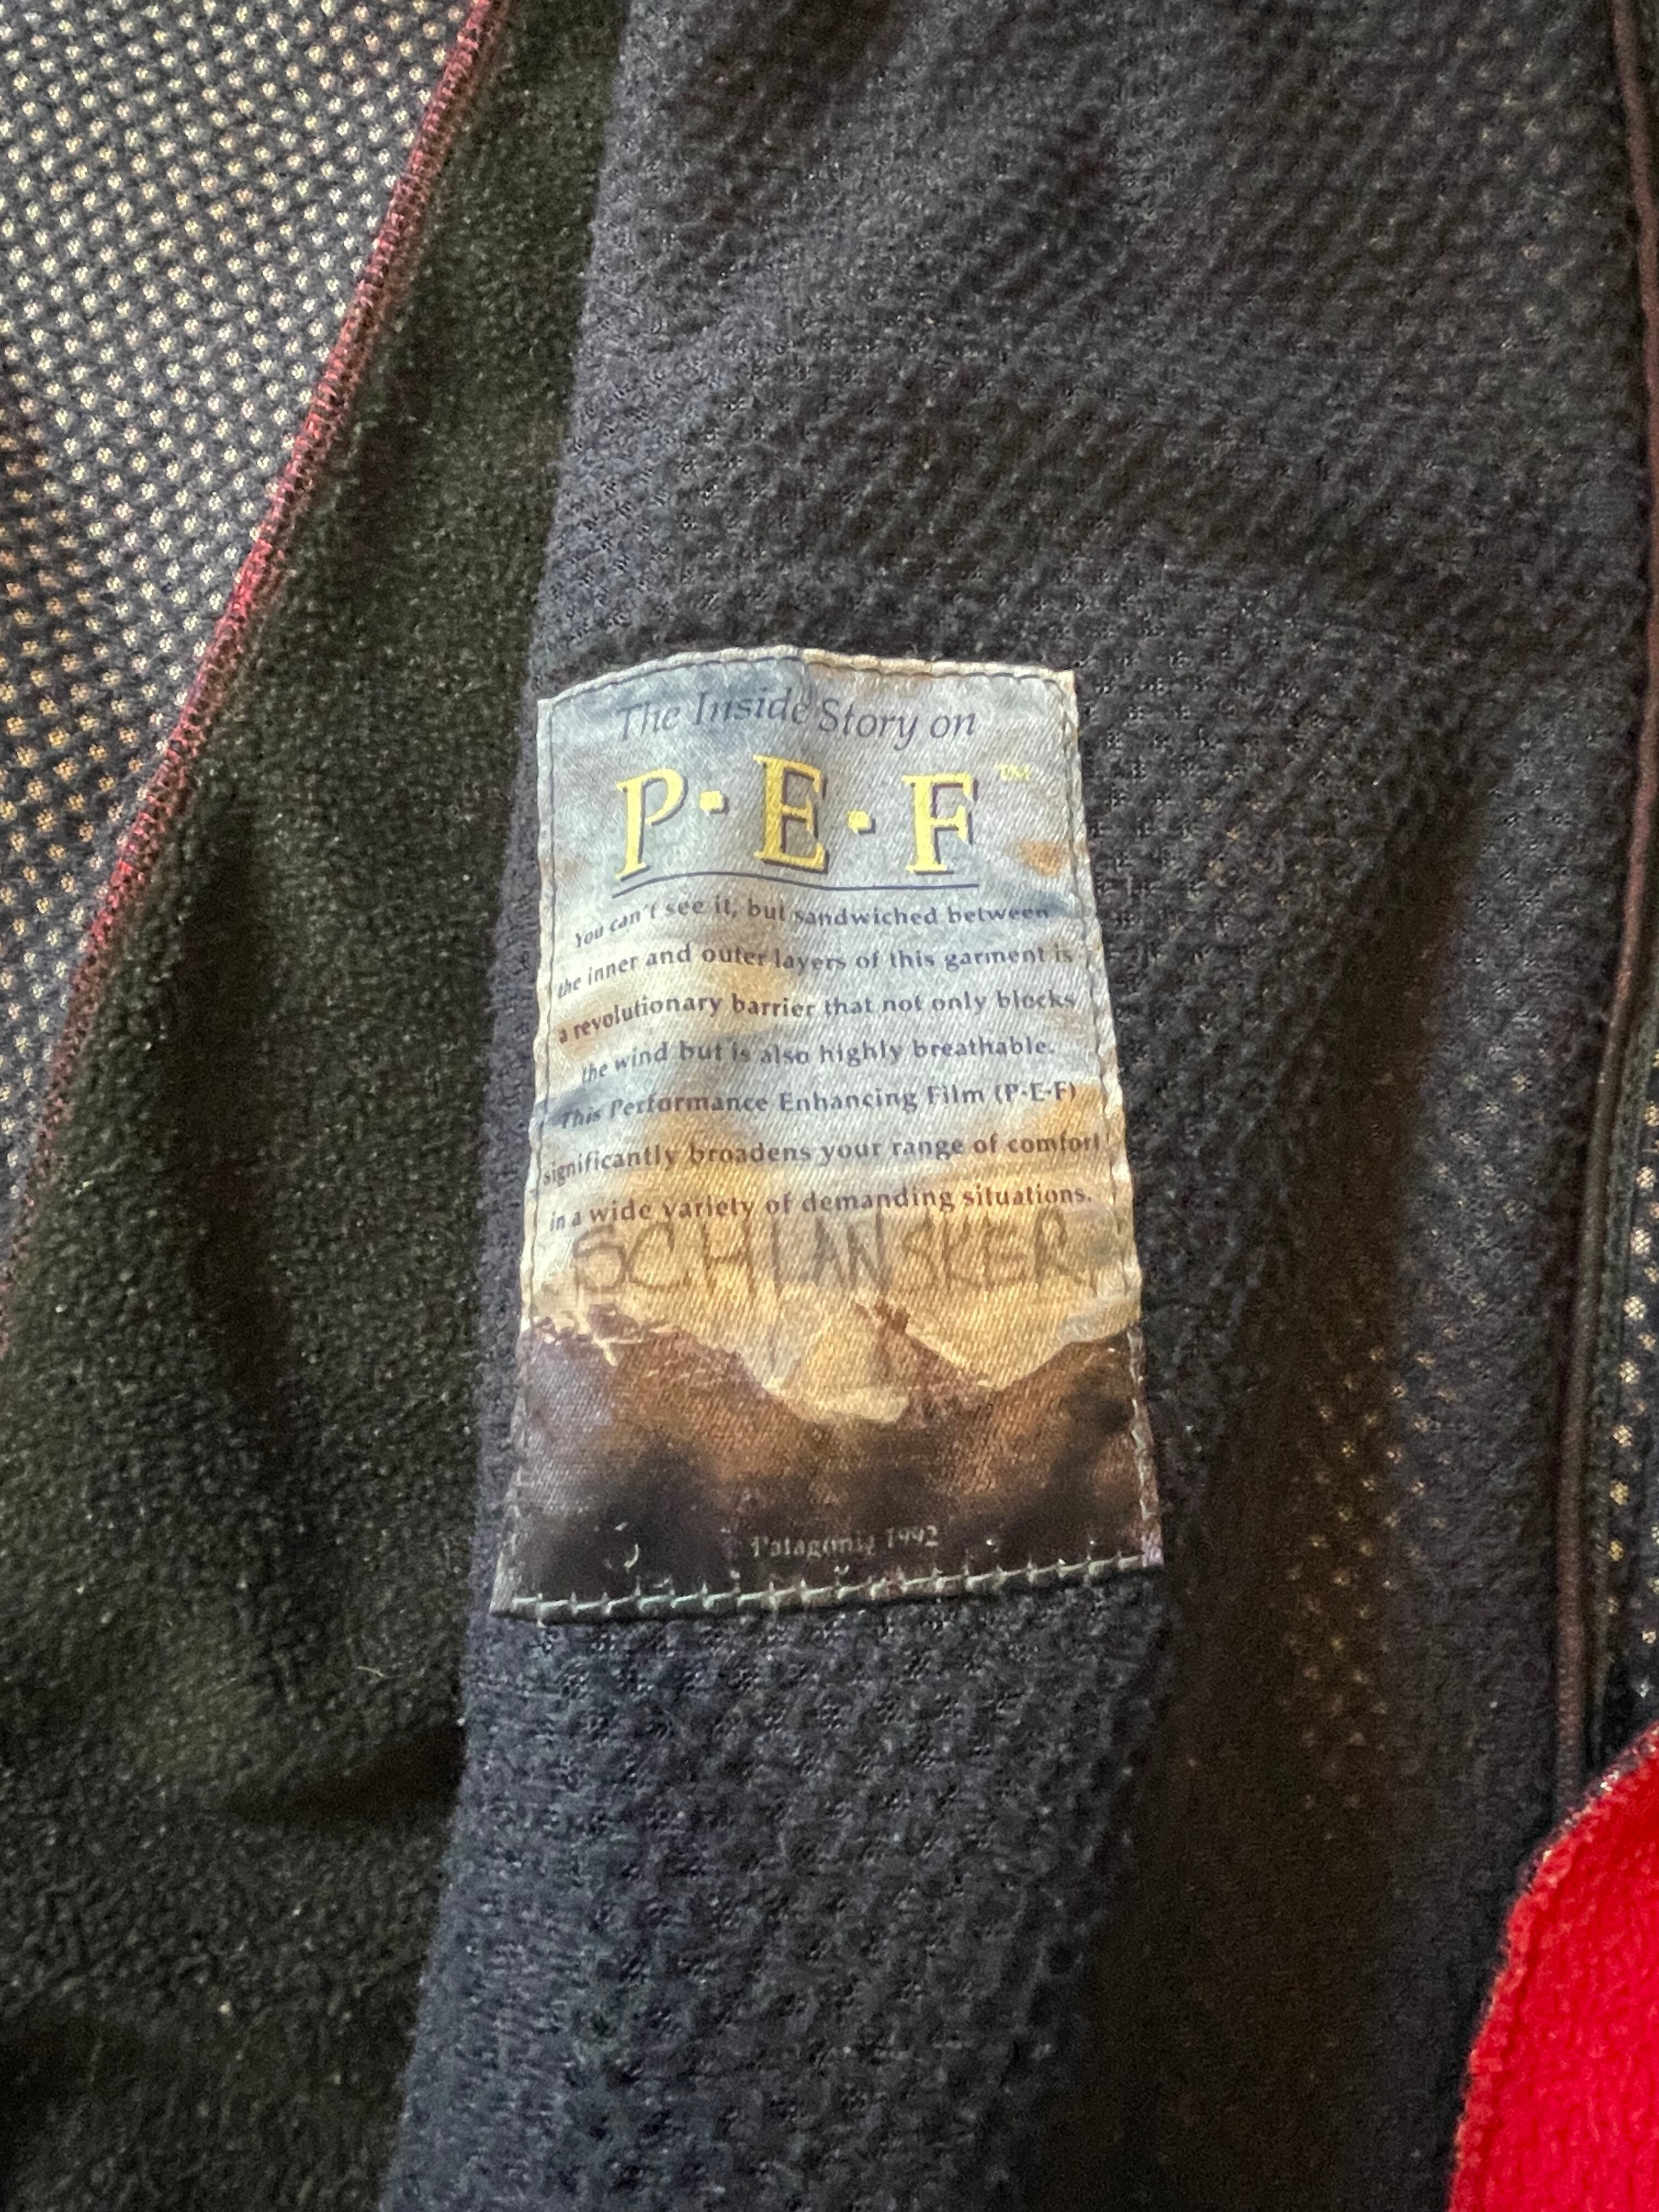 The Inside Story on
P·E·F™
You can't see it, but sandwiched between
the inner and outer layers of this garment is
a revolutionary barrier that not only blocks
the wind but is also highly breathable.
This Performance Enhancing Film (P·E·F)
significantly broadens your range of comfort
in a wide variety of demanding situations.
SCHLANSKER
© Patagonia 1992